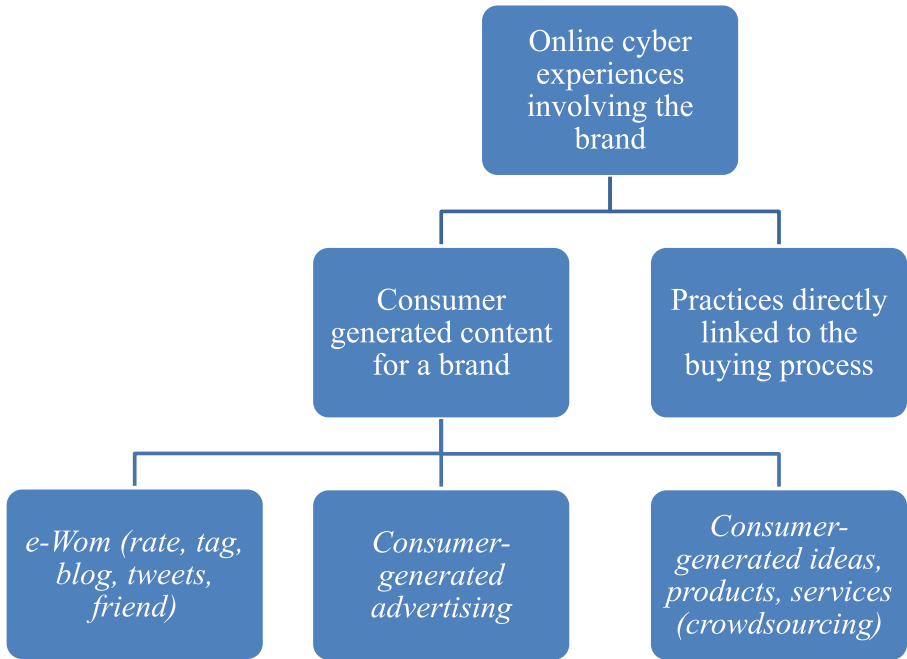 Online cyber
experiences
involving the
brand
Consumer
generated content
for a brand
Practices directly
linked to the
buying process
e-Wom (rate, tag,
blog, tweets,
friend)
Consumer-
generated
advertising
Consumer-
generated ideas,
products, services
(crowdsourcing)